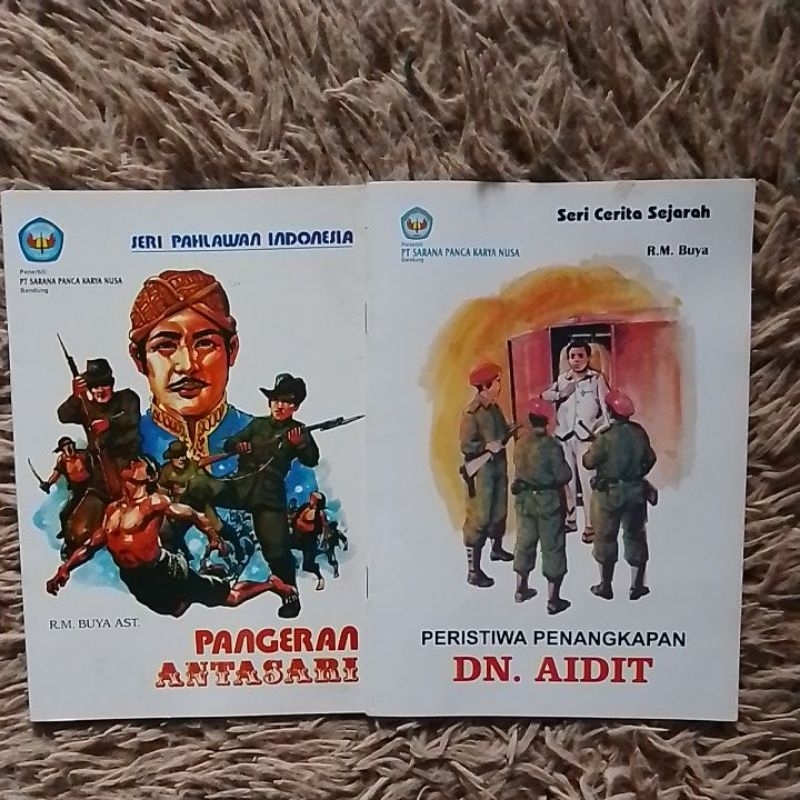 SERI PAHLAWAN INDONESIA
Penerbit:
PT SARANA PANCA KARYA NUSA
Bandung
R.M. BUYA AST.
PANGERAN
ANTASARI
Seri Cerita Sejarah
R.M. Buya
Penerbit:
PT SARANA PANCA KARYA NUSA
Bandung
PERISTIWA PENANGKAPAN
DN. AIDIT